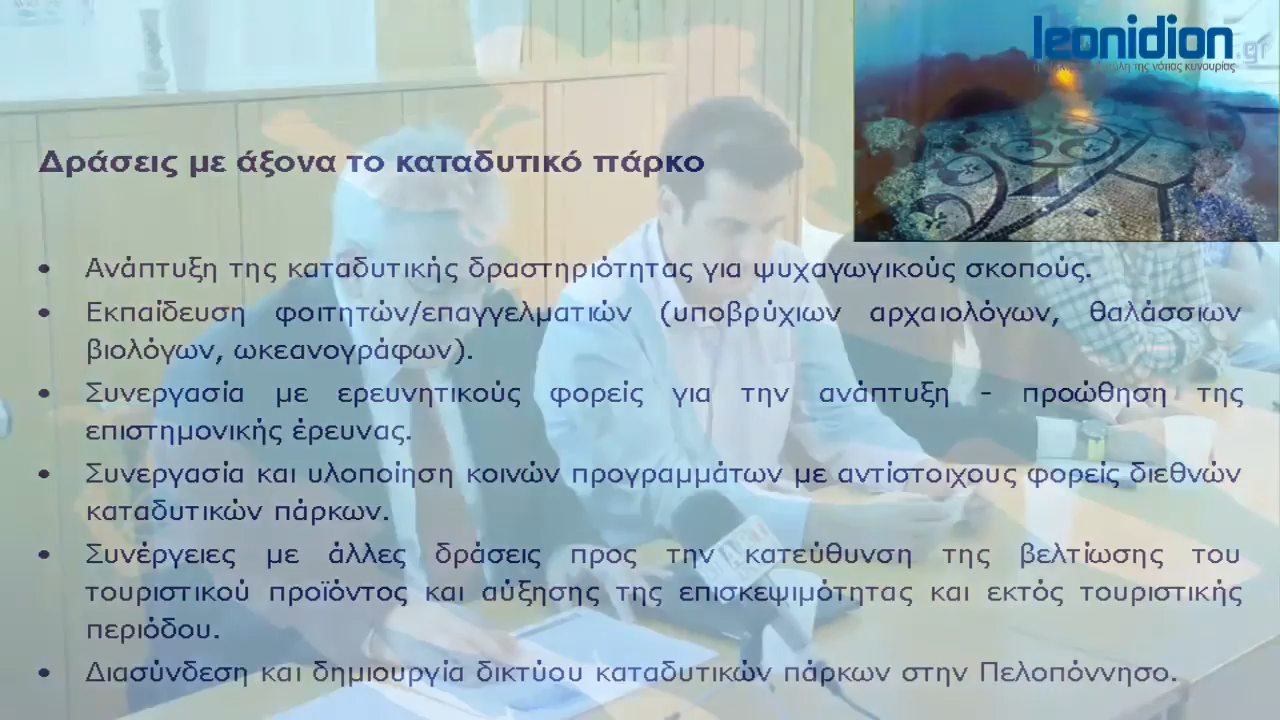 leonidion.gr
Δράσεις με άξονα το καταδυτικό πάρκο
• Ανάπτυξη της καταδυτικής δραστηριότητας για ψυχαγωγικούς σκοπούς.
• Εκπαίδευση φοιτητών/επαγγελματιών (υποβρύχιων αρχαιολόγων, θαλάσσιων
βιολόγων, ωκεανογράφων).
• Συνεργασία με ερευνητικούς φορείς για την ανάπτυξη - προώθηση της
επιστημονικής έρευνας.
• Συνεργασία και υλοποίηση κοινών προγραμμάτων με αντίστοιχους φορείς διεθνών
καταδυτικών πάρκων.
• Συνέργειες με άλλες δράσεις προς την κατεύθυνση της βελτίωσης του
τουριστικού προϊόντος και αύξησης της επισκεψιμότητας και εκτός τουριστικής
περιόδου.
• Διασύνδεση και δημιουργία δικτύου καταδυτικών πάρκων στην Πελοπόννησο.